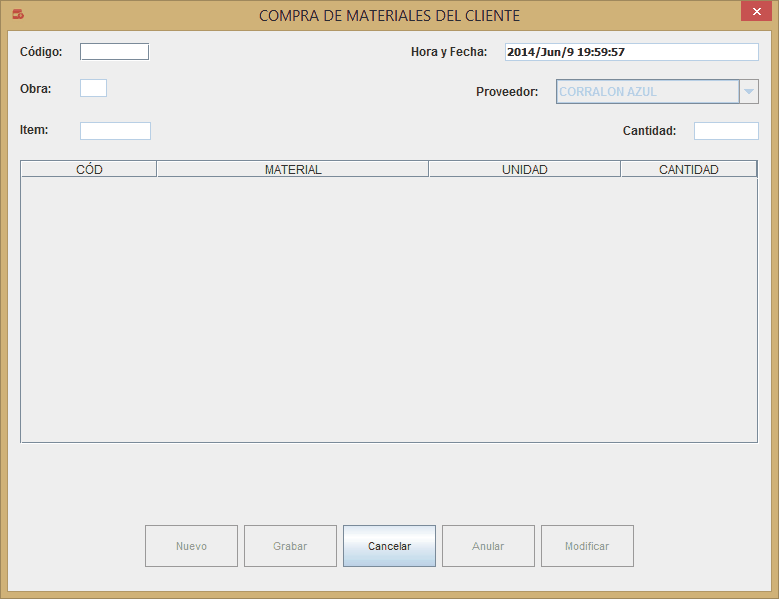 COMPRA DE MATERIALES DEL CLIENTE
Código:
Hora y Fecha: 2014/Jun/9 19:59:57
Obra:
Proveedor: CORRALON AZUL
Item:
Cantidad:
CÓD MATERIAL UNIDAD CANTIDAD
Nuevo Grabar Cancelar Anular Modificar